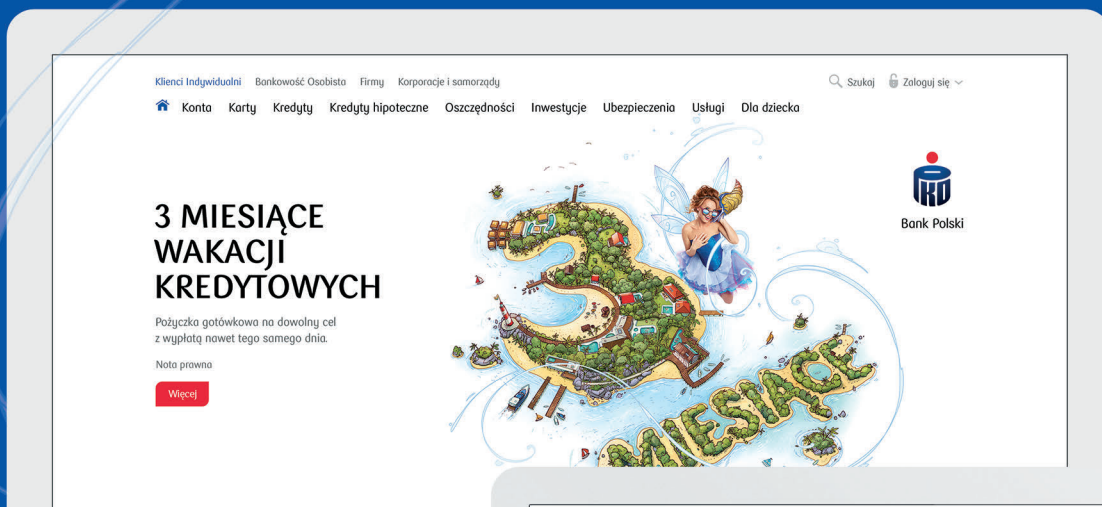 Klienci Indywidualni Bankowość Osobista Firmy Korporacje i samorządy
Szukaj Zaloguj się
Konta Karty Kredyty Kredyty hipoteczne Oszczędności Inwestycje Ubezpieczenia Usługi Dla dziecka
PKO
Bank Polski
3 MIESIĄCE
WAKACJI
KREDYTOWYCH
Pożyczka gotówkowa na dowolny cel
z wypłatą nawet tego samego dnia.
Nota prawna
Więcej
3
MIESIĄCE